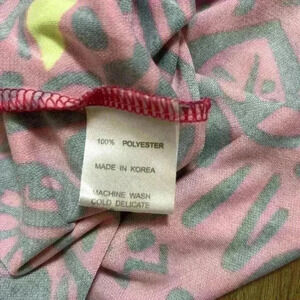 100% POLYESTER
MADE IN KOREA
MACHINE WASH
COLD DELICATE